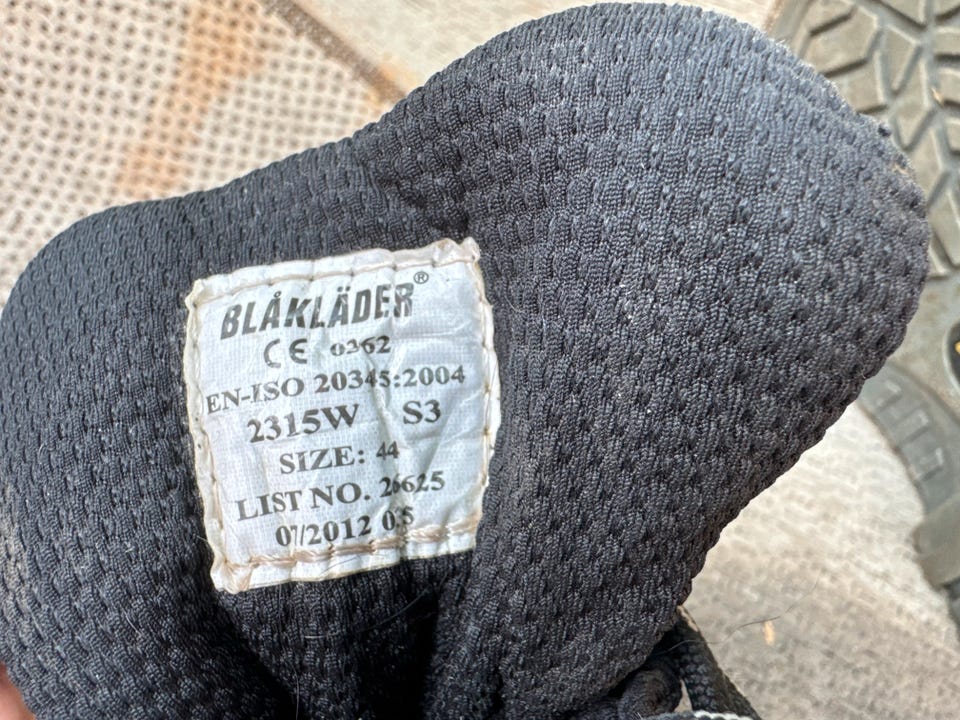 BLÅKLÄDER®
CE 0362
EN-ISO 20345:2004
2315W S3
SIZE: 44
LIST NO. 26625
07/2012 05